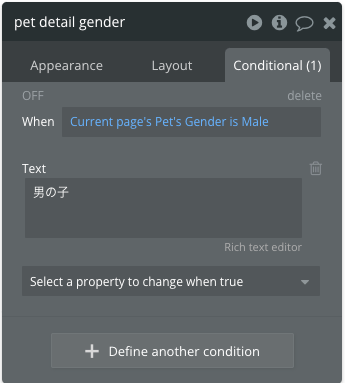 pet detail gender
Appearance Layout Conditional (1)
OFF delete
When Current page's Pet's Gender is Male
Text
男の子
Rich text editor
Select a property to change when true
Define another condition